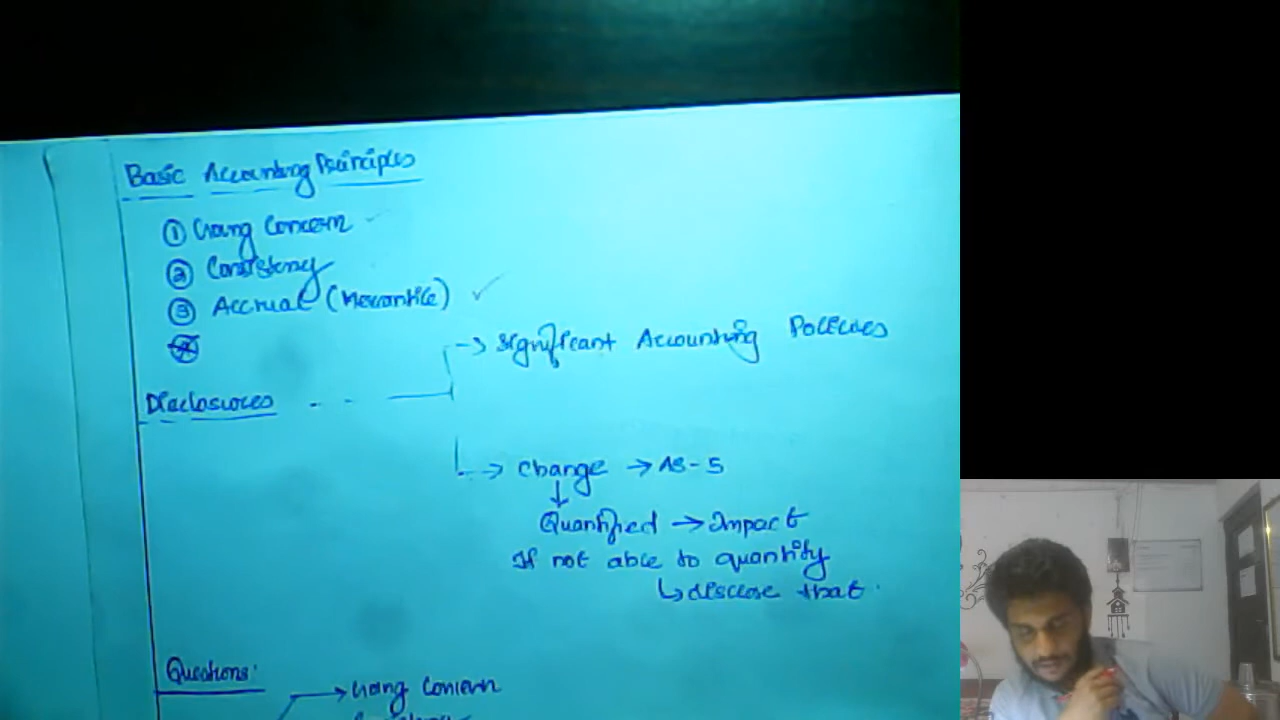 Basic Accounting Principles
① Going Concern
② Consistency
③ Accrual (Mercantile) ✓
→ Significant Accounting Policies
Disclosures
→ Change → AS-5
↓
Quantified → Impact
If not able to quantify
↳ disclose that.
Questions:
→ Going Concern